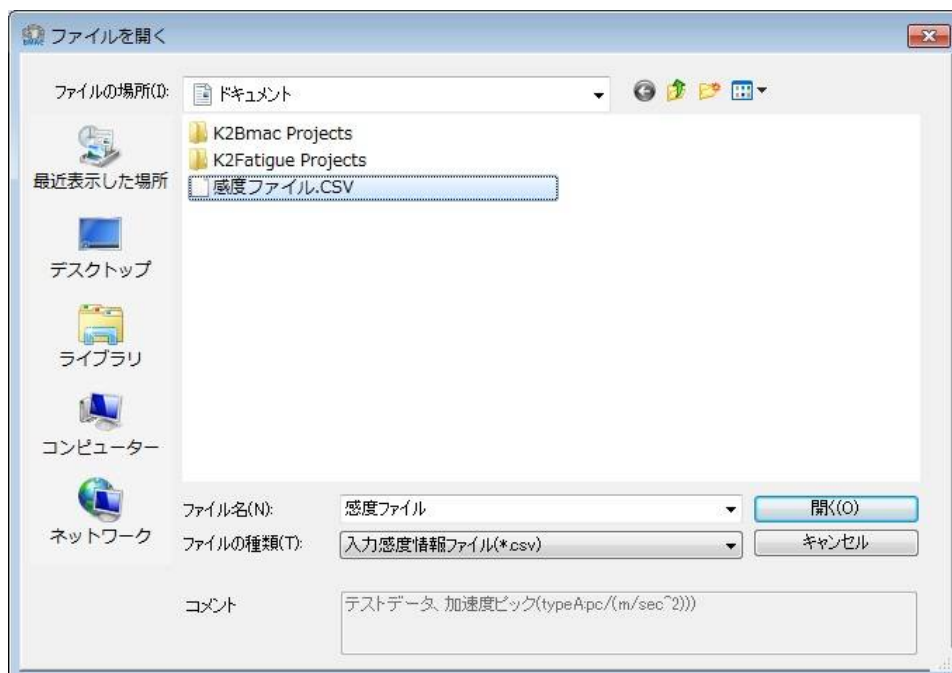 ファイルを開く
ファイルの場所(I):
ドキュメント
最近表示した場所
デスクトップ
ライブラリ
コンピューター
ネットワーク
K2Bmac Projects
K2Fatigue Projects
感度ファイル.CSV
ファイル名(N):
感度ファイル
開く(O)
ファイルの種類(T):
入力感度情報ファイル(*.csv)
キャンセル
コメント
テストデータ、加速度ピック(typeA:pc/(m/sec^2)))